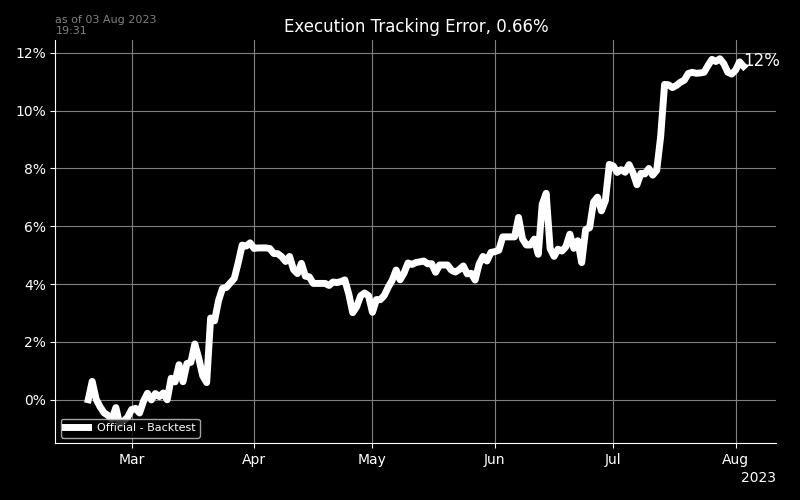 as of 03 Aug 2023
19:31
Execution Tracking Error, 0.66%
12%
12%
10%
8%
6%
4%
2%
0%
Official - Backtest
Mar Apr May Jun Jul Aug
2023